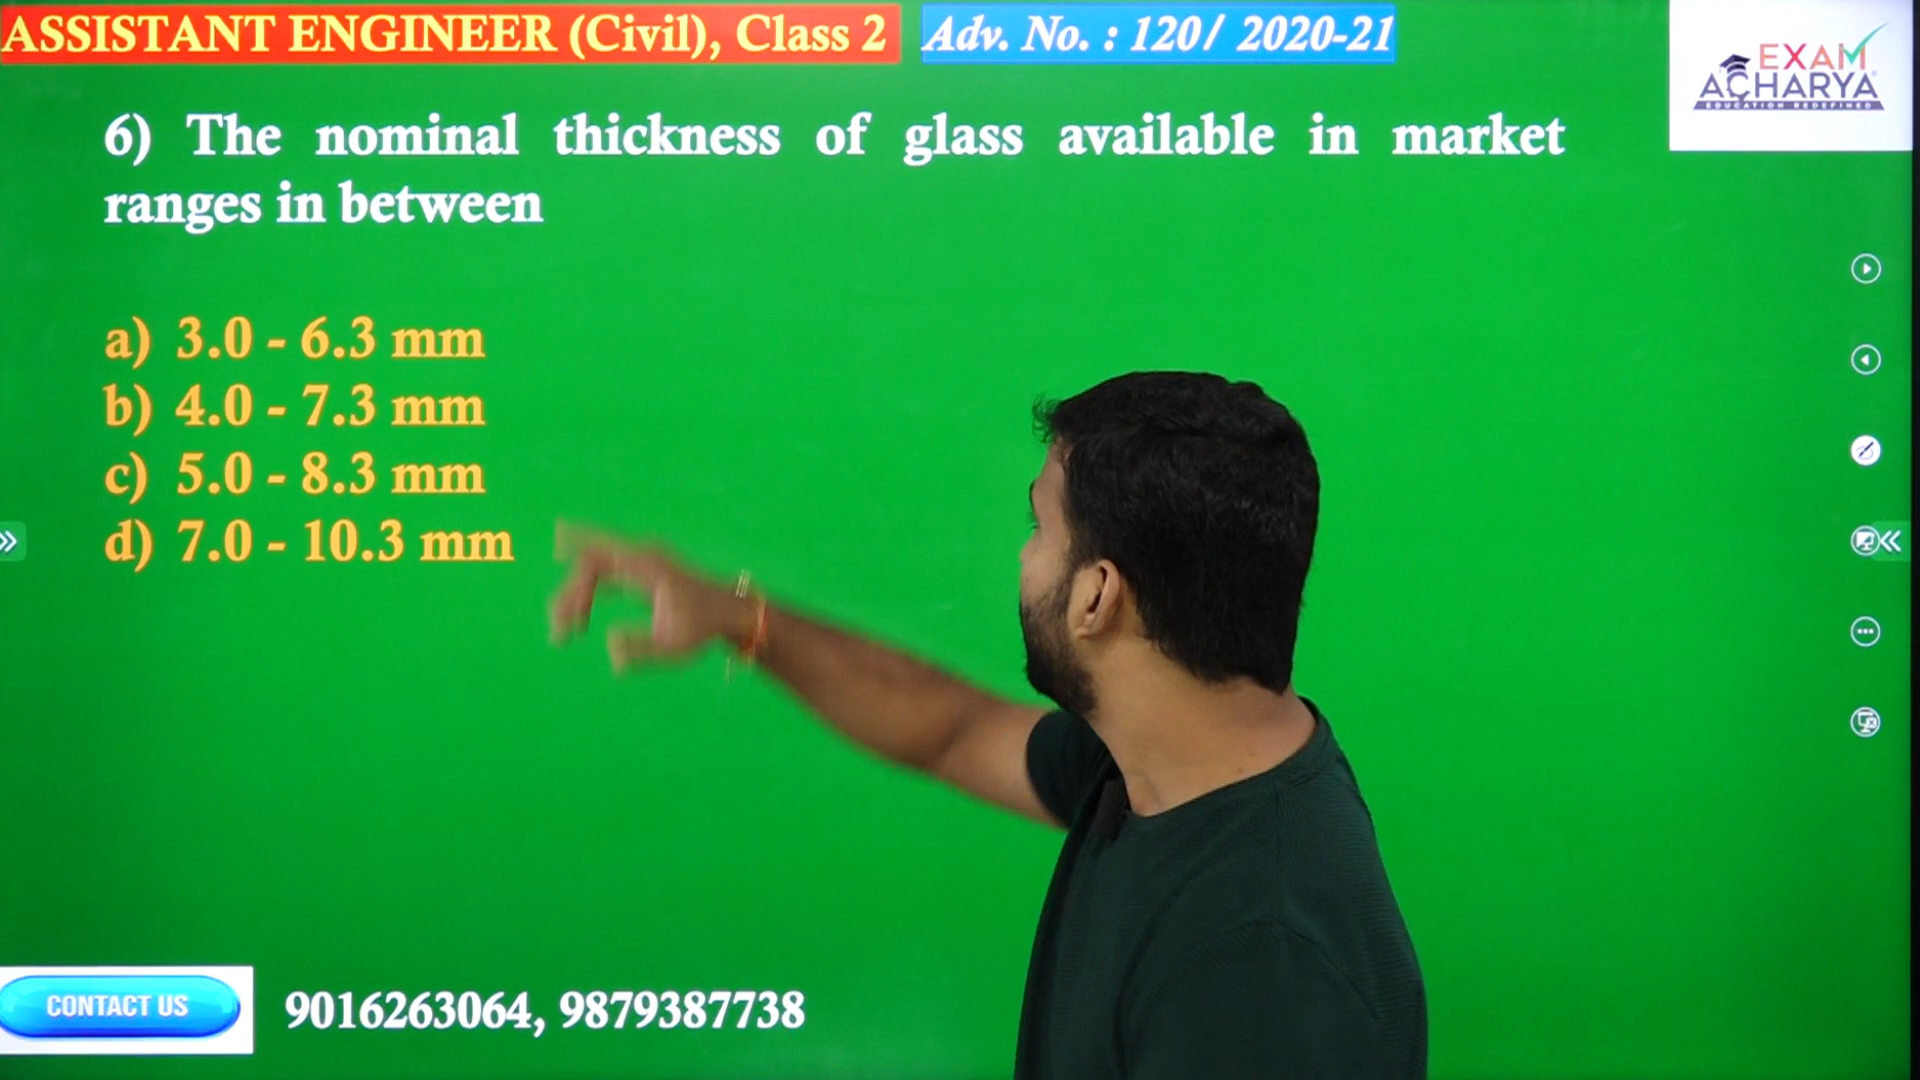 ASSISTANT ENGINEER (Civil), Class 2 Adv. No. : 120/ 2020-21
EXAM
ACHARYA
EDUCATION REDEFINED
6) The nominal thickness of glass available in market
ranges in between
a) 3.0 - 6.3 mm
b) 4.0 - 7.3 mm
c) 5.0 - 8.3 mm
d) 7.0 - 10.3 mm
CONTACT US 9016263064, 9879387738